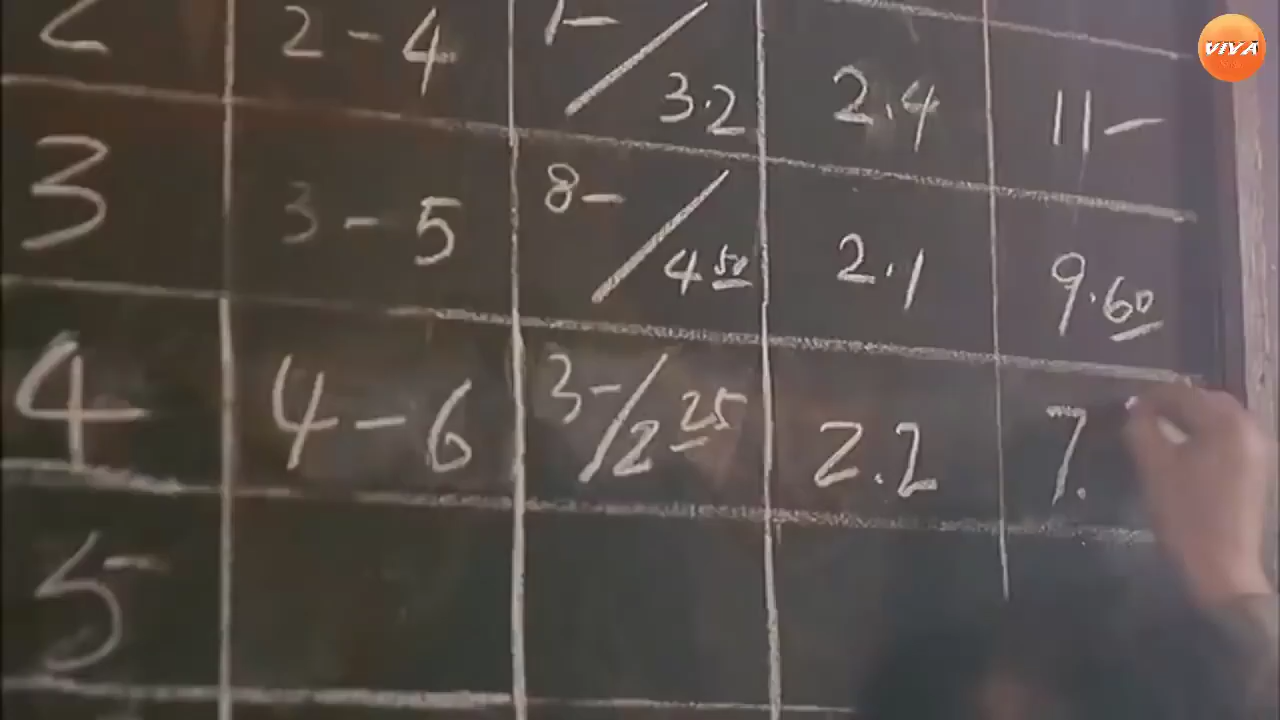 VIVA
2 2-4 1- / 3.2 2.4 11-
3 3-5 8- / 4 50 2.1 9.60
4 4-6 3- / 2 25 2.2 7.
5